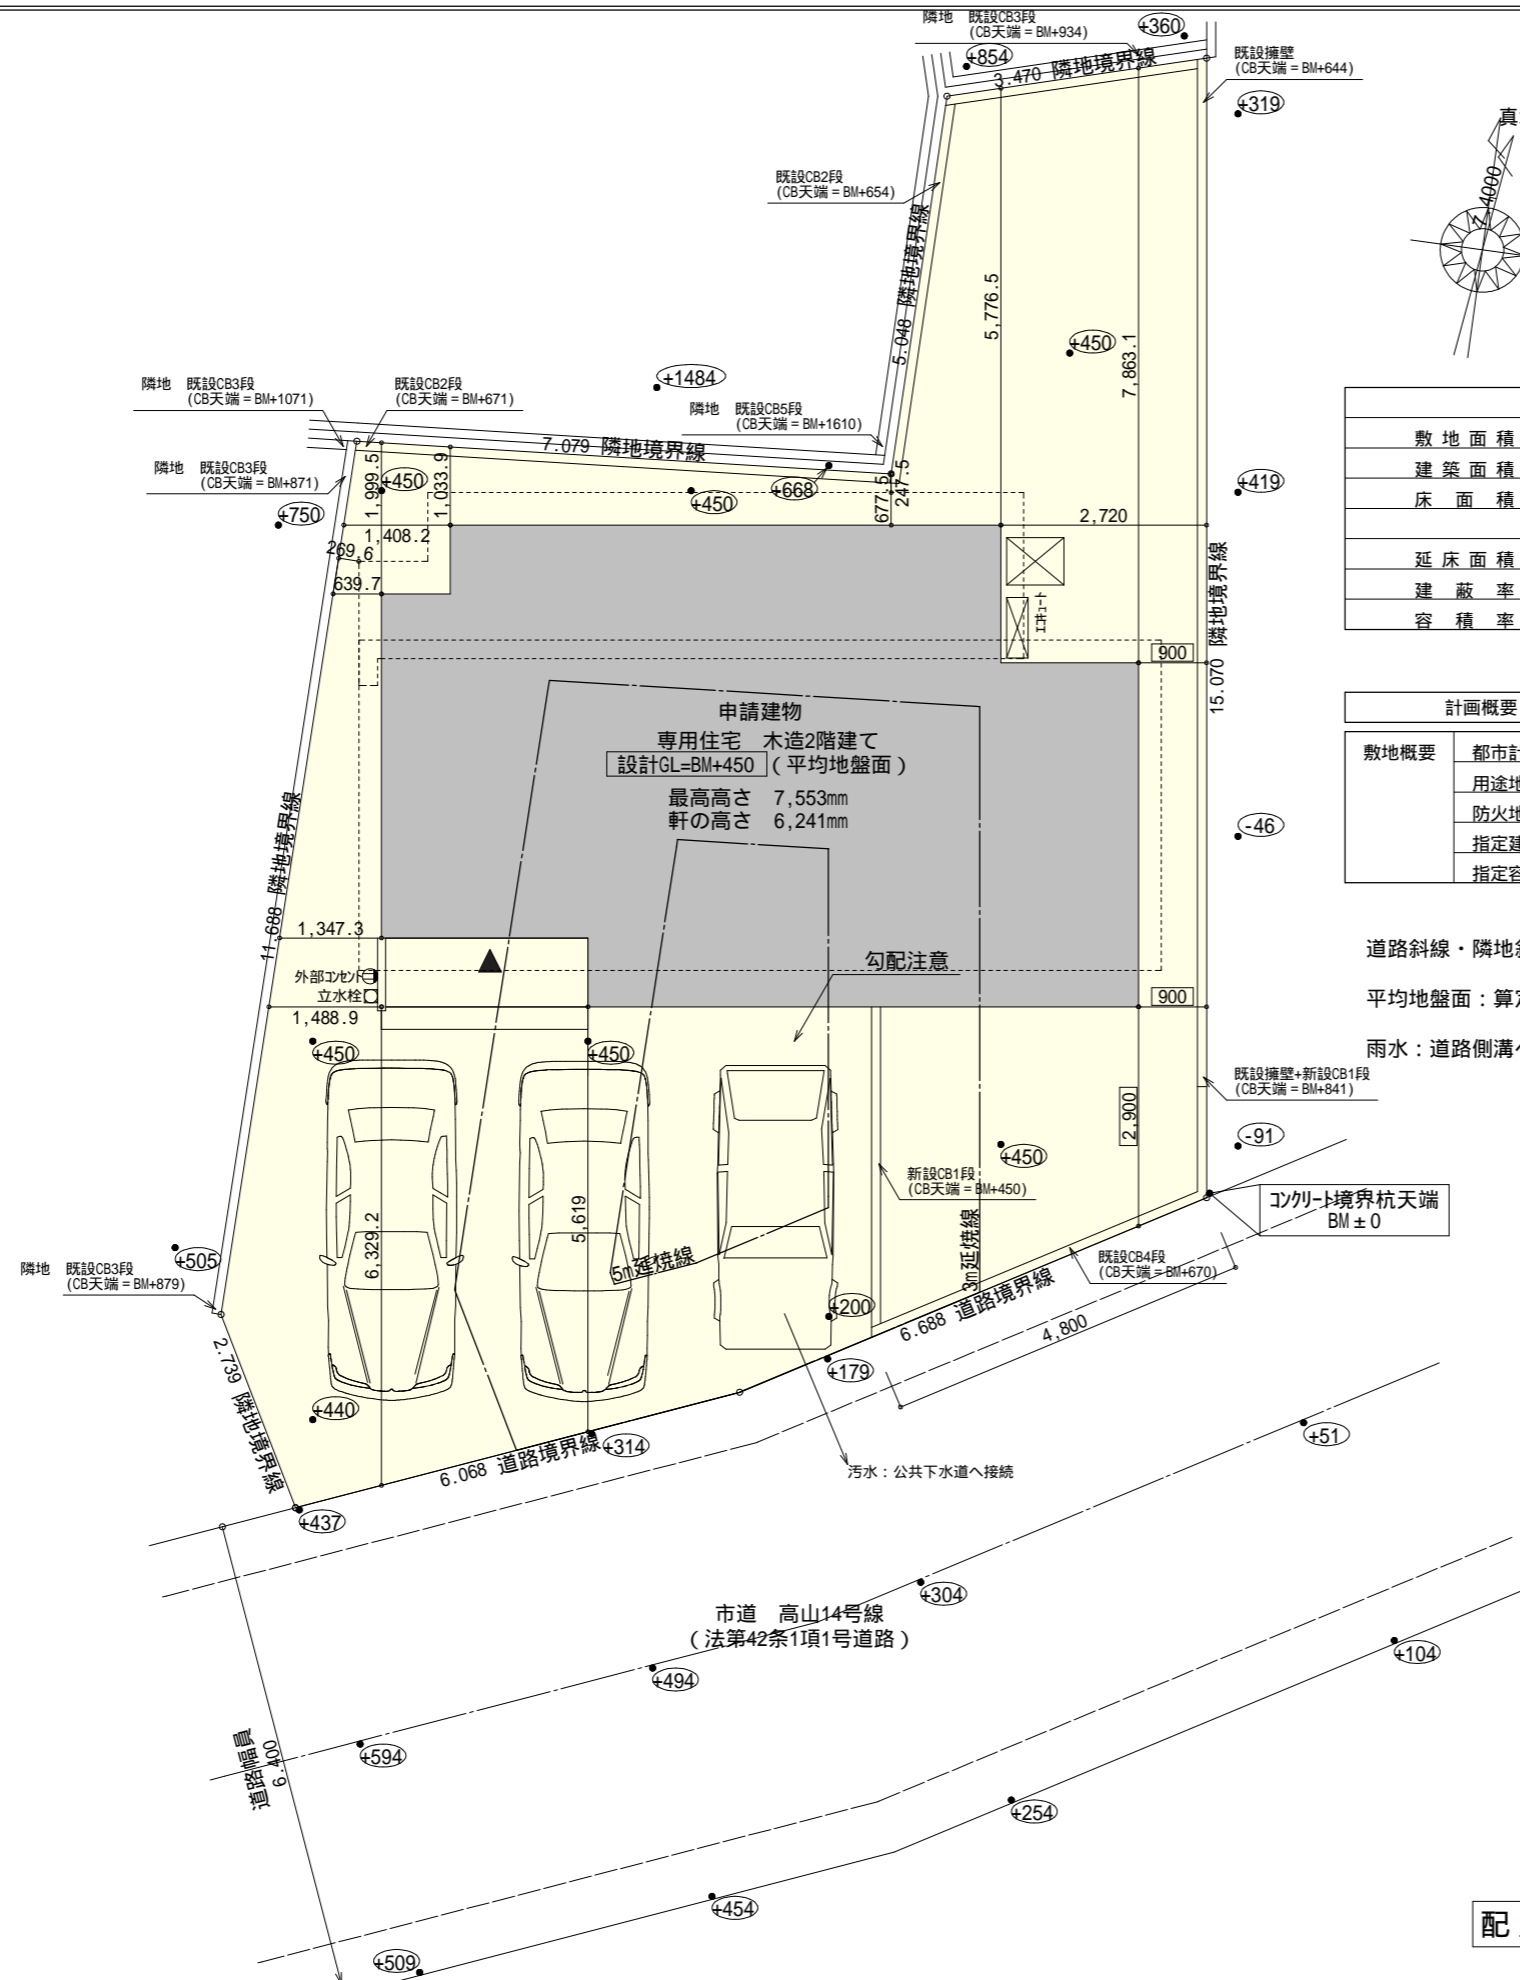 隣地　既設CB3段
(CB天端＝BM+934)
+360
+854
3.470 隣地境界線
既設擁壁
(CB天端＝BM+644)
+319
7.4000
既設CB2段
(CB天端＝BM+654)
5.048 隣地境界線
5,776.5
+450
7,863.1
+1484
隣地　既設CB3段
(CB天端＝BM+1071)
既設CB2段
(CB天端＝BM+671)
隣地　既設CB5段
(CB天端＝BM+1610)
7.079 隣地境界線
隣地　既設CB3段
(CB天端＝BM+871)
1,999.5
+450
1,033.9
+450
+668
677.5
247.5
+419
+750
1,408.2
2,720
269.6
639.7
エコキュート
15.070 隣地境界線
900
敷地面積
建築面積
床面積
延床面積
建蔽率
容積率
計画概要
敷地概要
都市計
用途地
防火地
指定建
指定容
申請建物
専用住宅　木造2階建て
設計GL=BM+450（平均地盤面）
最高高さ　7,553mm
軒の高さ　6,241mm
-46
11.688 隣地境界線
1,347.3
外部コンセント
立水栓
1,488.9
勾配注意
900
道路斜線・隣地斜
平均地盤面：算定
雨水：道路側溝へ
+450
+450
既設擁壁+新設CB1段
(CB天端＝BM+841)
2,900
-91
+450
新設CB1段
(CB天端＝BM+450)
コンクリート境界杭天端
BM±0
6,329.2
5,619
5m延焼線
3m延焼線
既設CB4段
(CB天端＝BM+670)
+505
隣地　既設CB3段
(CB天端＝BM+879)
+200
6.688 道路境界線
4,800
2.739 隣地境界線
+179
+440
+314
6.068 道路境界線
+51
汚水：公共下水道へ接続
+437
+304
市道　高山14号線
（法第42条1項1号道路）
+104
+494
+594
道路幅員
6.400
+254
+454
+509
配